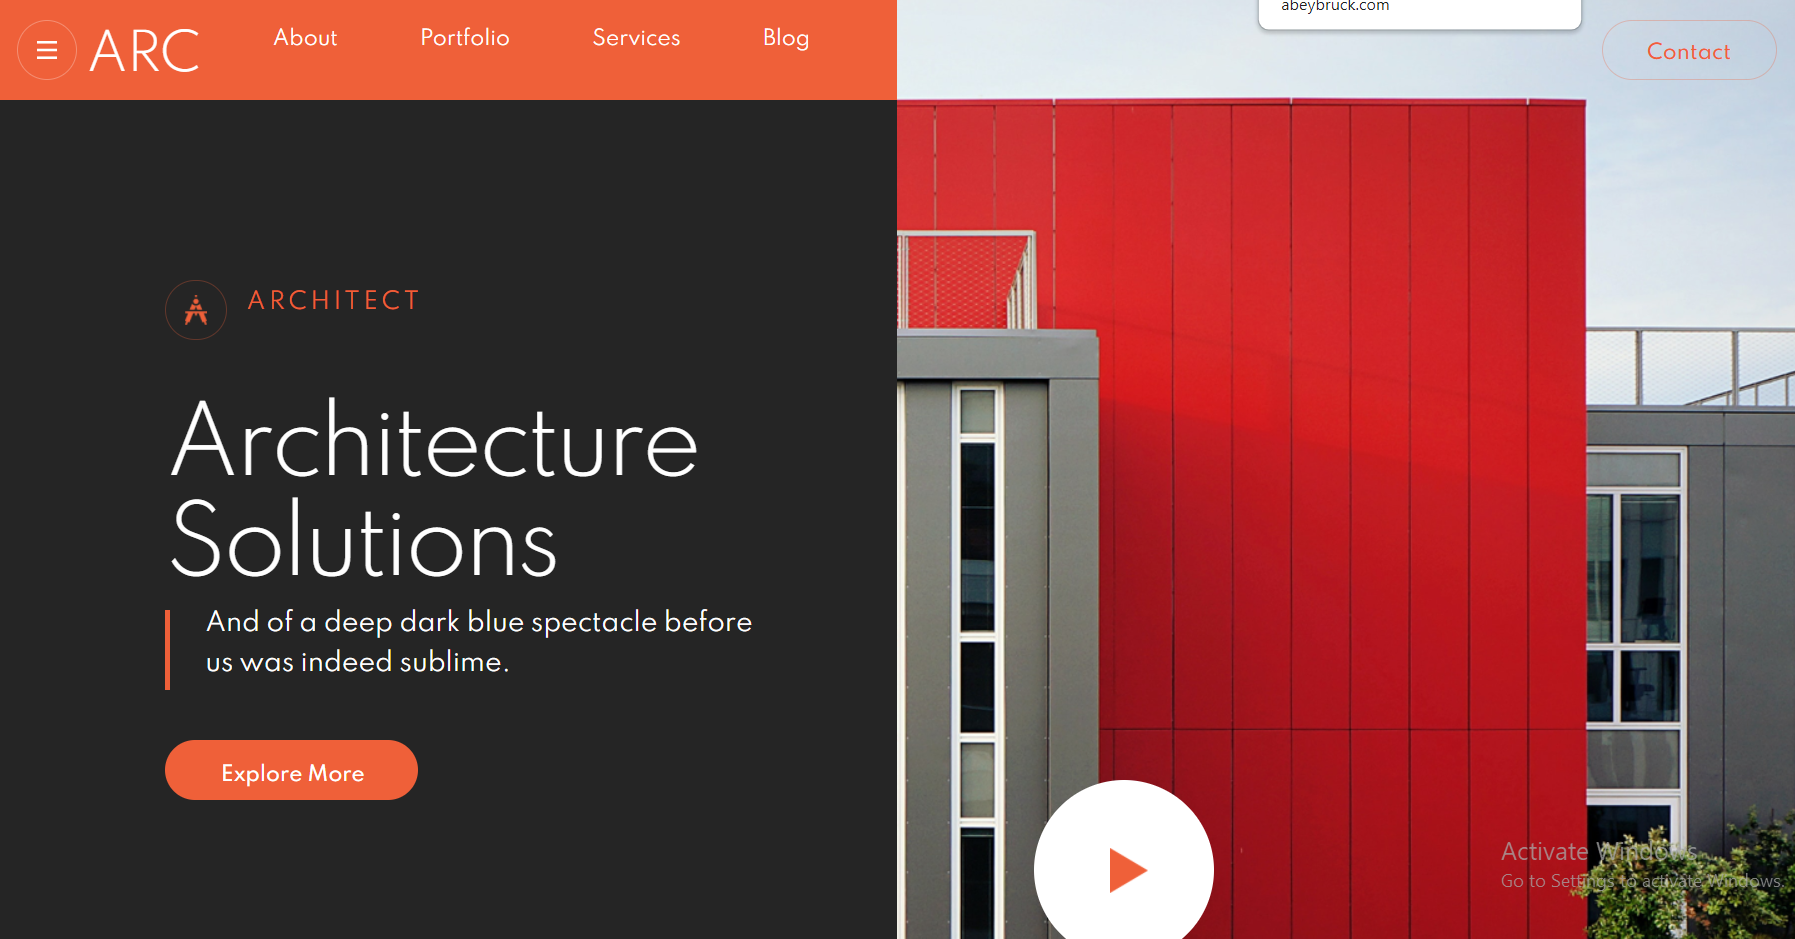 abeybruck.com
ARC
About
Portfolio
Services
Blog
Contact
ARCHITECT
Architecture
Solutions
And of a deep dark blue spectacle before
us was indeed sublime.
Explore More
Activate Windows
Go to Settings to activate Windows.